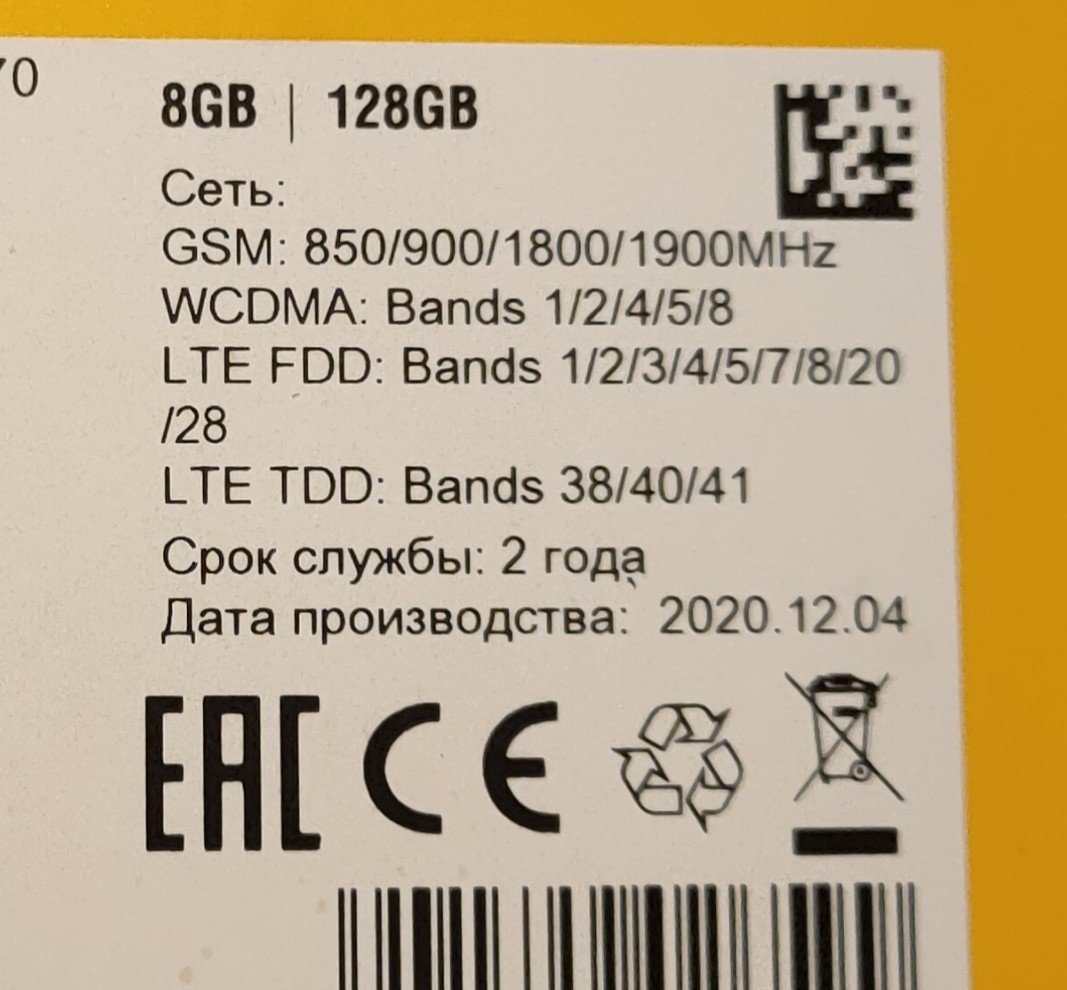 70
8GB | 128GB
Сеть:
GSM: 850/900/1800/1900MHz
WCDMA: Bands 1/2/4/5/8
LTE FDD: Bands 1/2/3/4/5/7/8/20
/28
LTE TDD: Bands 38/40/41
Срок службы: 2 года
Дата производства: 2020.12.04
EAC CE